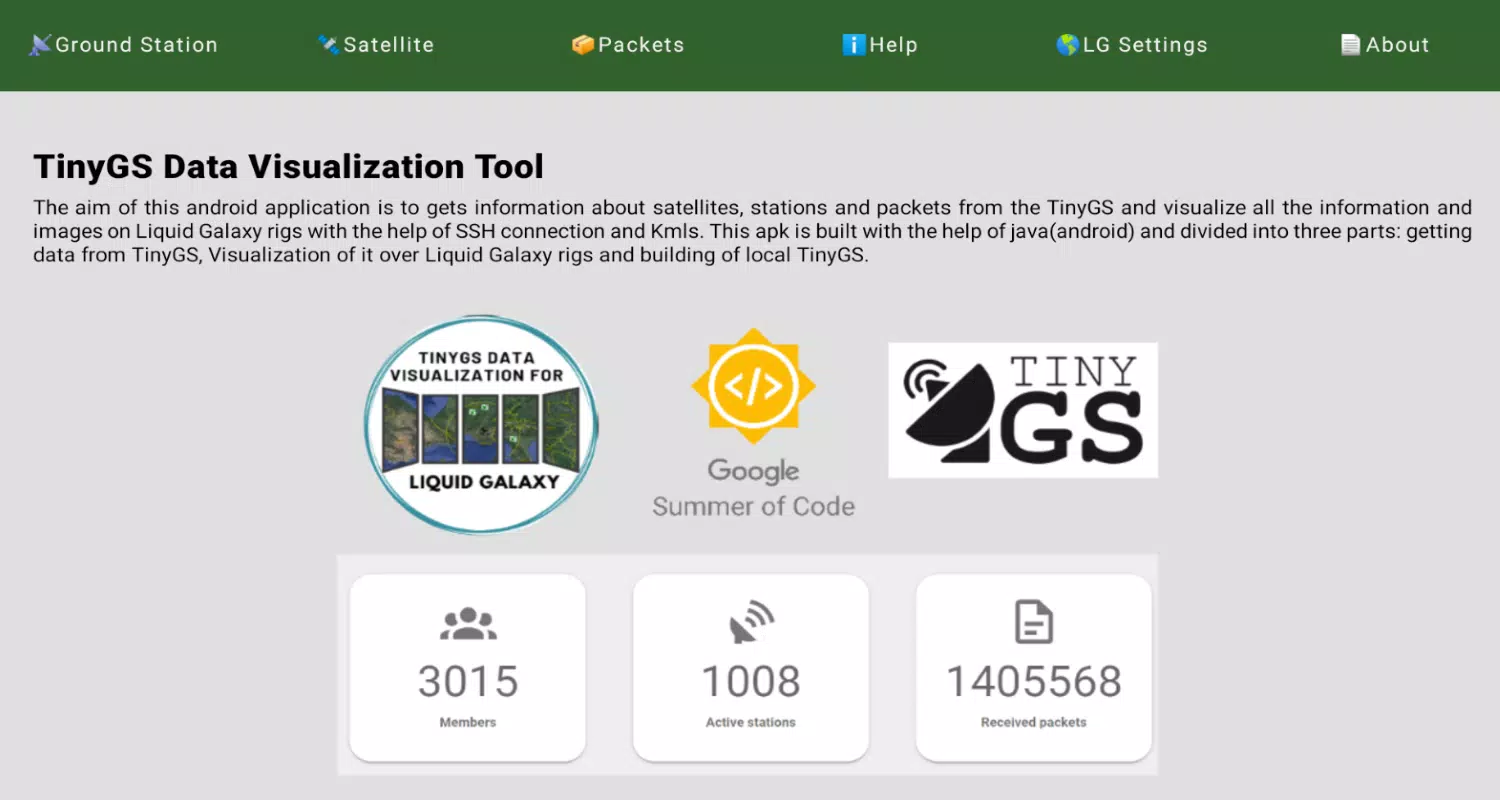 Ground Station
Satellite
Packets
Help
LG Settings
About
TinyGS Data Visualization Tool
The aim of this android application is to gets information about satellites, stations and packets from the TinyGS and visualize all the information and
images on Liquid Galaxy rigs with the help of SSH connection and Kmls. This apk is built with the help of java(android) and divided into three parts: getting
data from TinyGS, Visualization of it over Liquid Galaxy rigs and building of local TinyGS.
TINYGS DATA
VISUALIZATION FOR
LIQUID GALAXY
</>
Google
Summer of Code
TINY
GS
3015
Members
1008
Active stations
1405568
Received packets